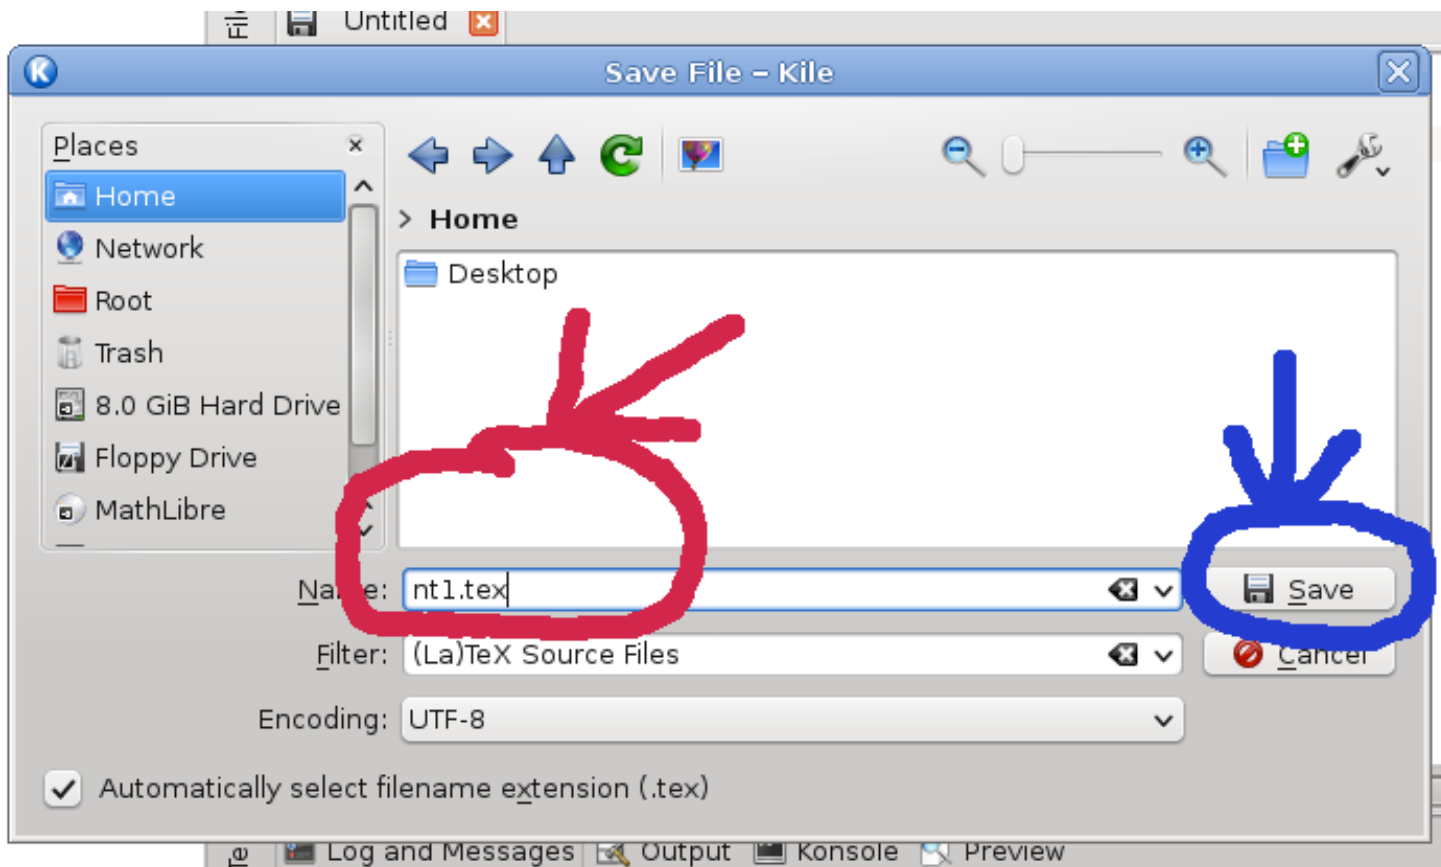 Untitled
Save File – Kile
Places
Home
Network
Root
Trash
8.0 GiB Hard Drive
Floppy Drive
MathLibre
> Home
Desktop
Name: nt1.tex
Save
Filter: (La)TeX Source Files
Cancel
Encoding: UTF-8
Automatically select filename extension (.tex)
Log and Messages
Output
Konsole
Preview